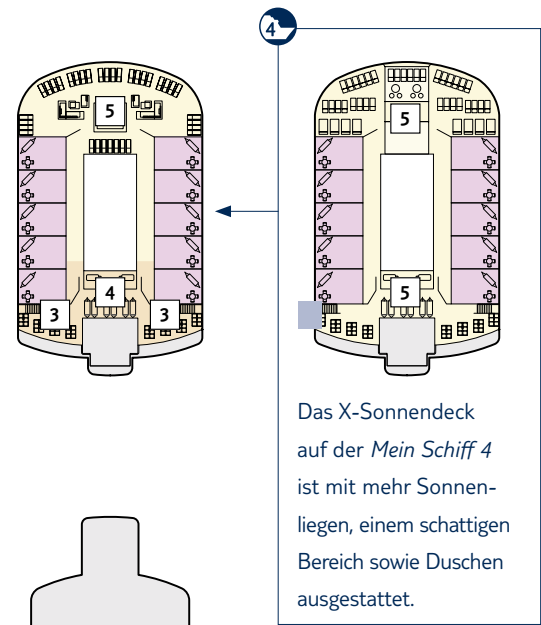 4
5
5
4
5
3
3
Das X-Sonnendeck
auf der Mein Schiff 4
ist mit mehr Sonnen-
liegen, einem schattigen
Bereich sowie Duschen
ausgestattet.